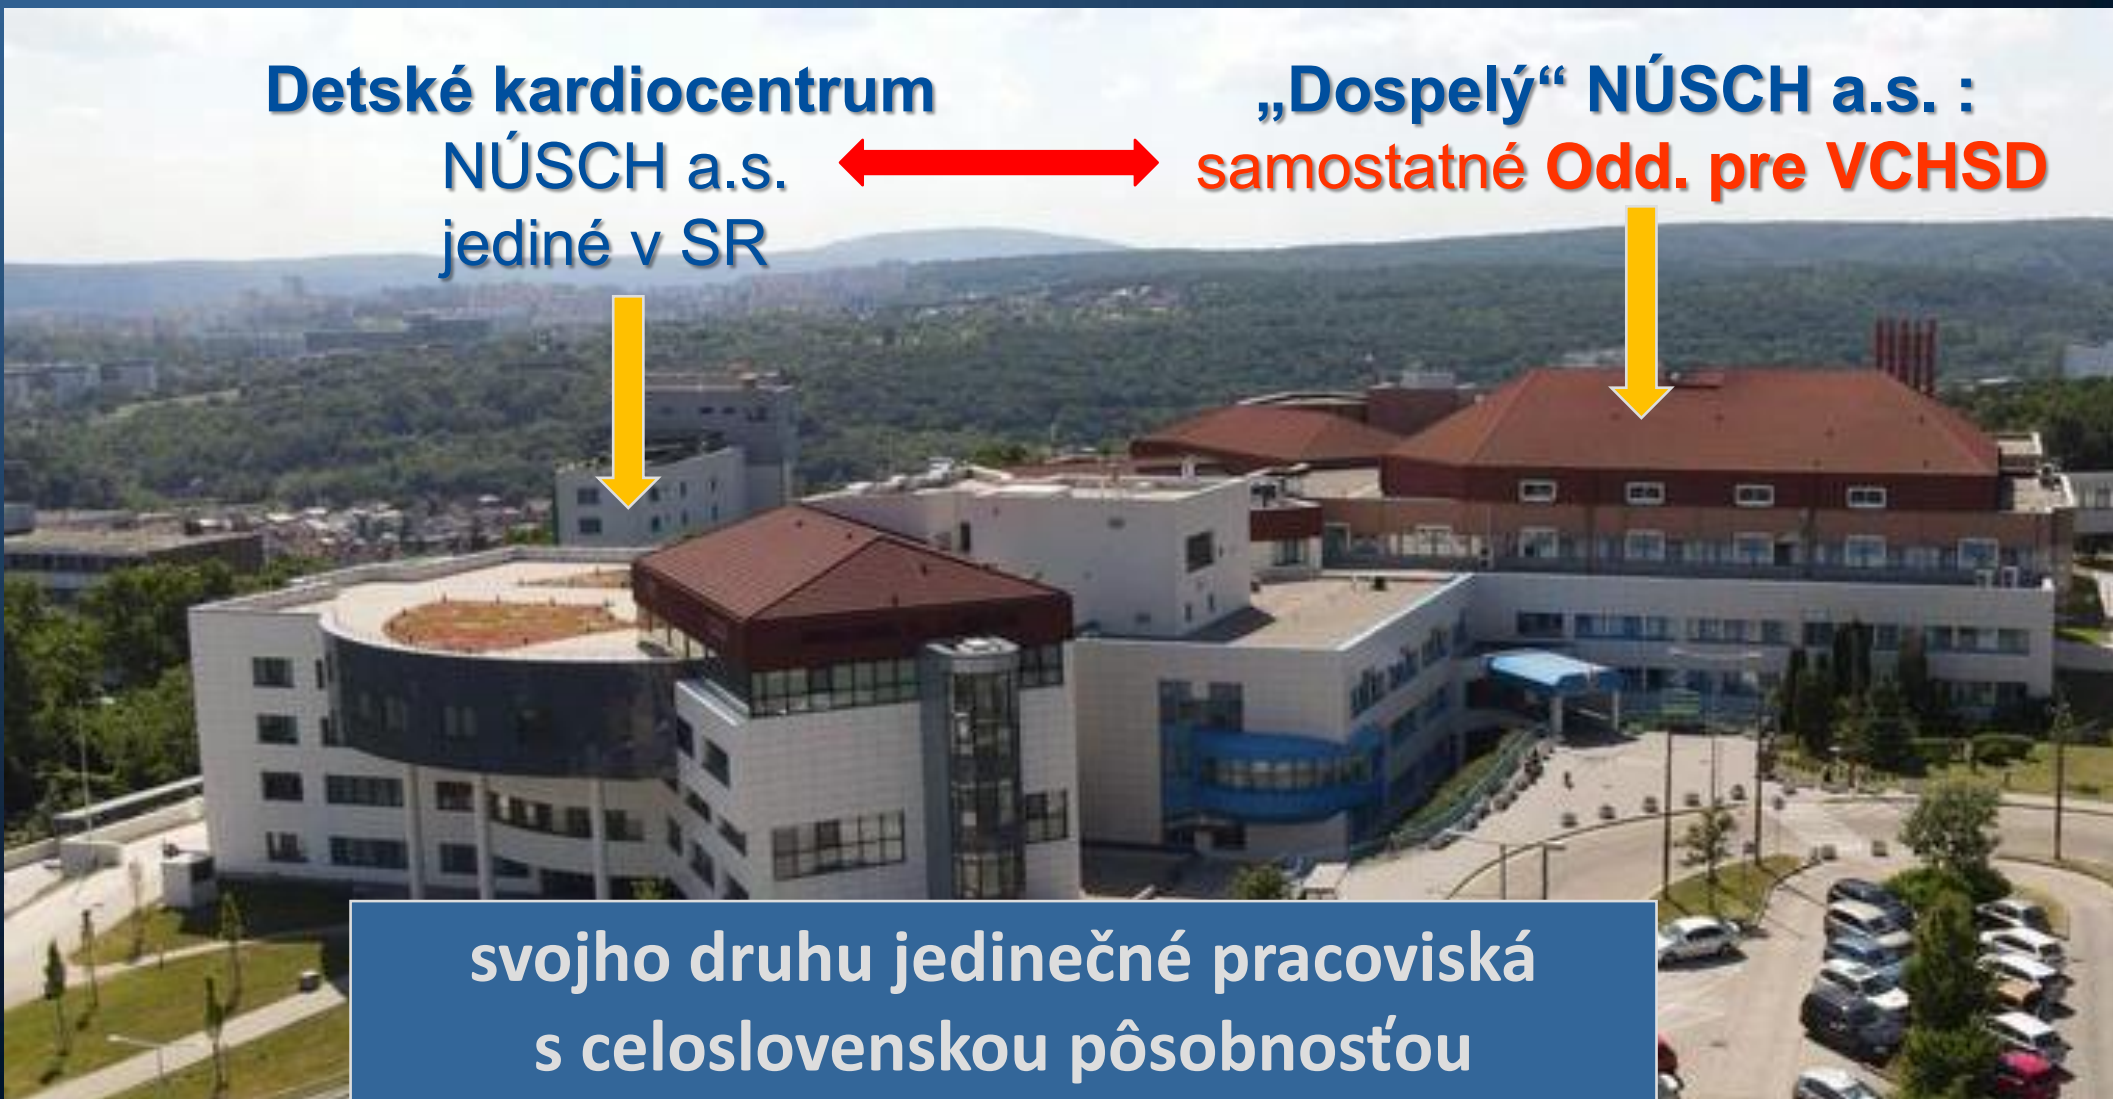 Detské kardiocentrum
NÚSCH a.s.
jediné v SR
„Dospelý“ NÚSCH a.s. :
samostatné Odd. pre VCHSD
svojho druhu jedinečné pracoviská
s celoslovenskou pôsobnosťou